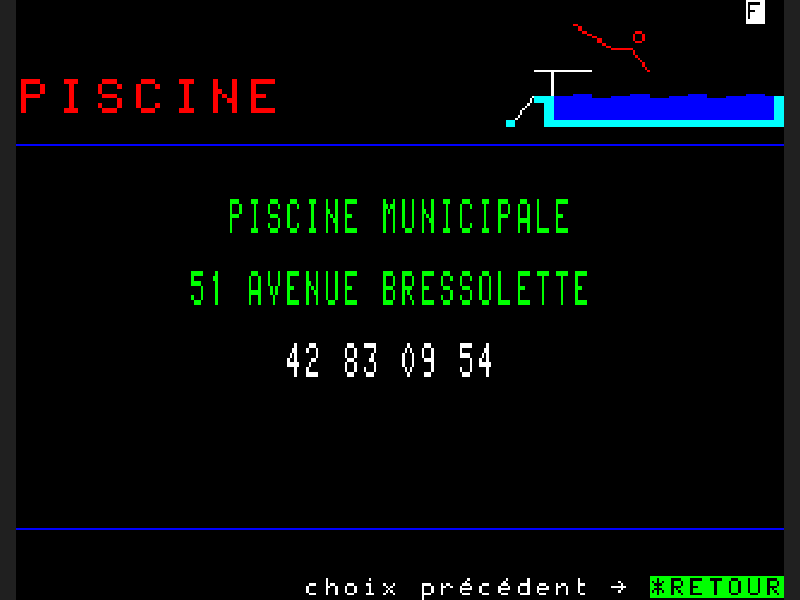 F
PISCINE
PISCINE MUNICIPALE
51 AVENUE BRESSOLETTE
42 83 09 54
choix précédent → *RETOUR